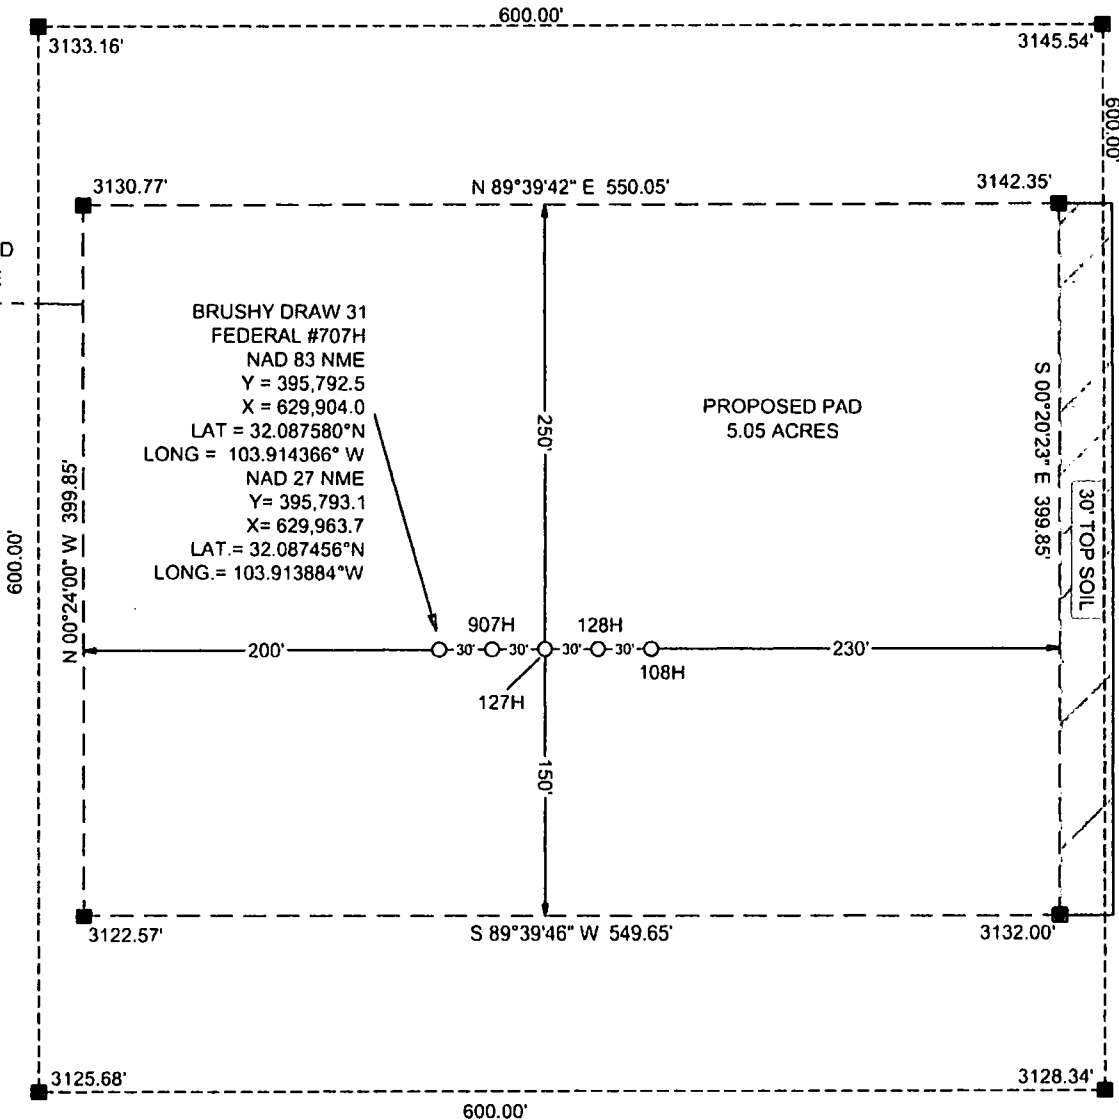 600.00'
3133.16'
3145.54'
600.00'
3130.77'
N 89°39'42" E 550.05'
3142.35'
D
BRUSHY DRAW 31
FEDERAL #707H
NAD 83 NME
Y = 395,792.5
X = 629,904.0
LAT = 32.087580°N
LONG = 103.914366° W
NAD 27 NME
Y= 395,793.1
X= 629,963.7
LAT.= 32.087456°N
LONG.= 103.913884°W
250'
PROPOSED PAD
5.05 ACRES
S 00°20'23" E 399.85'
30' TOP SOIL
N 00°24'00" W 399.85'
600.00'
907H
128H
200'
30'
30'
30'
30'
230'
108H
127H
150'
3122.57'
S 89°39'46" W 549.65'
3132.00'
3125.68'
3128.34'
600.00'